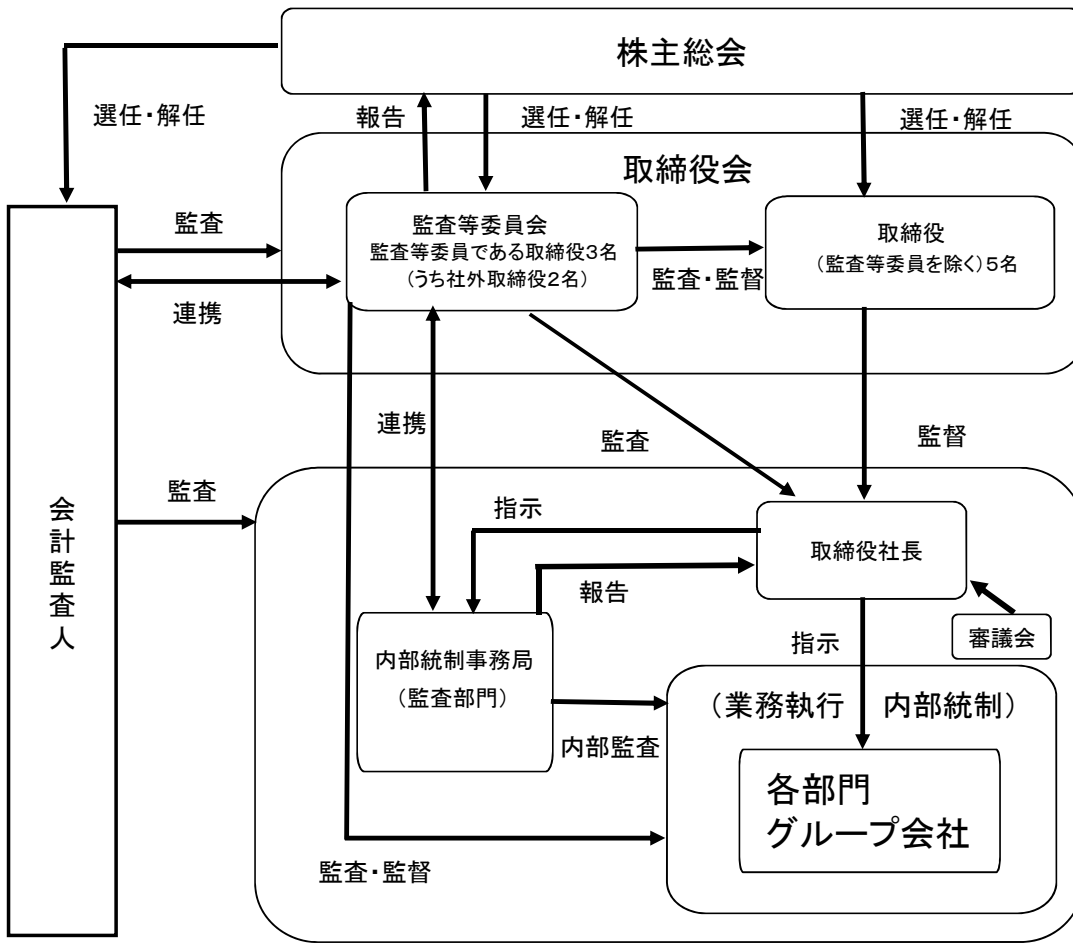 株主総会
選任・解任
報告
選任・解任
選任・解任
取締役会
監査等委員会
監査等委員である取締役3名
(うち社外取締役2名)
取締役
(監査等委員を除く)5名
監査
監査・監督
連携
連携
監査
監督
監査
会計監査人
指示
取締役社長
報告
審議会
内部統制事務局
(監査部門)
指示
(業務執行 内部統制)
内部監査
各部門
グループ会社
監査・監督